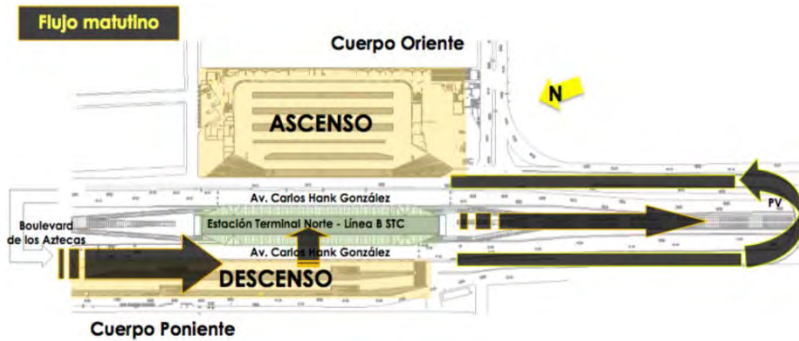 Flujo matutino
Cuerpo Oriente
N
ASCENSO
Av. Carlos Hank González
PV
Boulevard
de los Aztecas
Estación Terminal Norte - Línea B STC
Av. Carlos Hank González
DESCENSO
Cuerpo Poniente